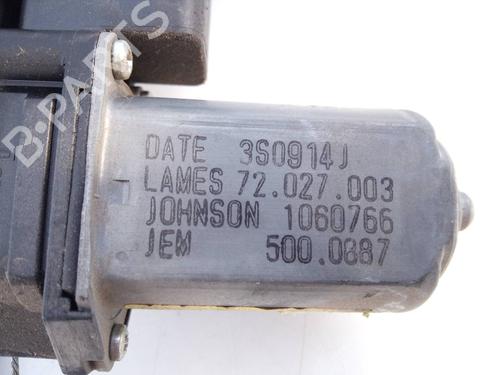 B-PARTS
DATE 3S0914J
LAMES 72.027.003
JOHNSON 1060766
JEM 500.0887